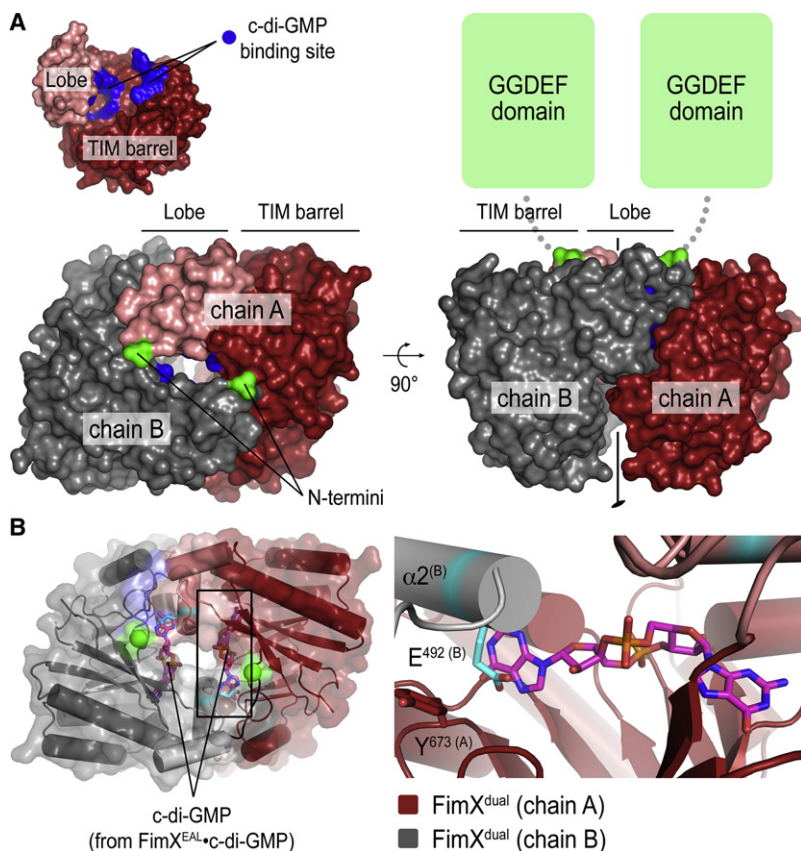 A
c-di-GMP
binding site
Lobe
TIM barrel
GGDEF
domain
GGDEF
domain
Lobe
TIM barrel
TIM barrel
Lobe
chain A
chain B
90°
chain B
chain A
N-termini
B
α2(B)
E492 (B)
Y673 (A)
c-di-GMP
(from FimXEAL•c-di-GMP)
FimXdual (chain A)
FimXdual (chain B)